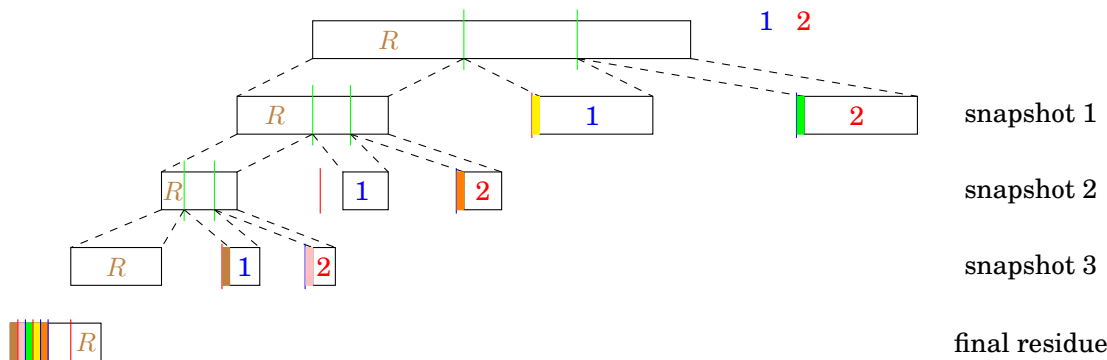 R 1 2
R 1 2 snapshot 1
R 1 2 snapshot 2
R 1 2 snapshot 3
R final residue